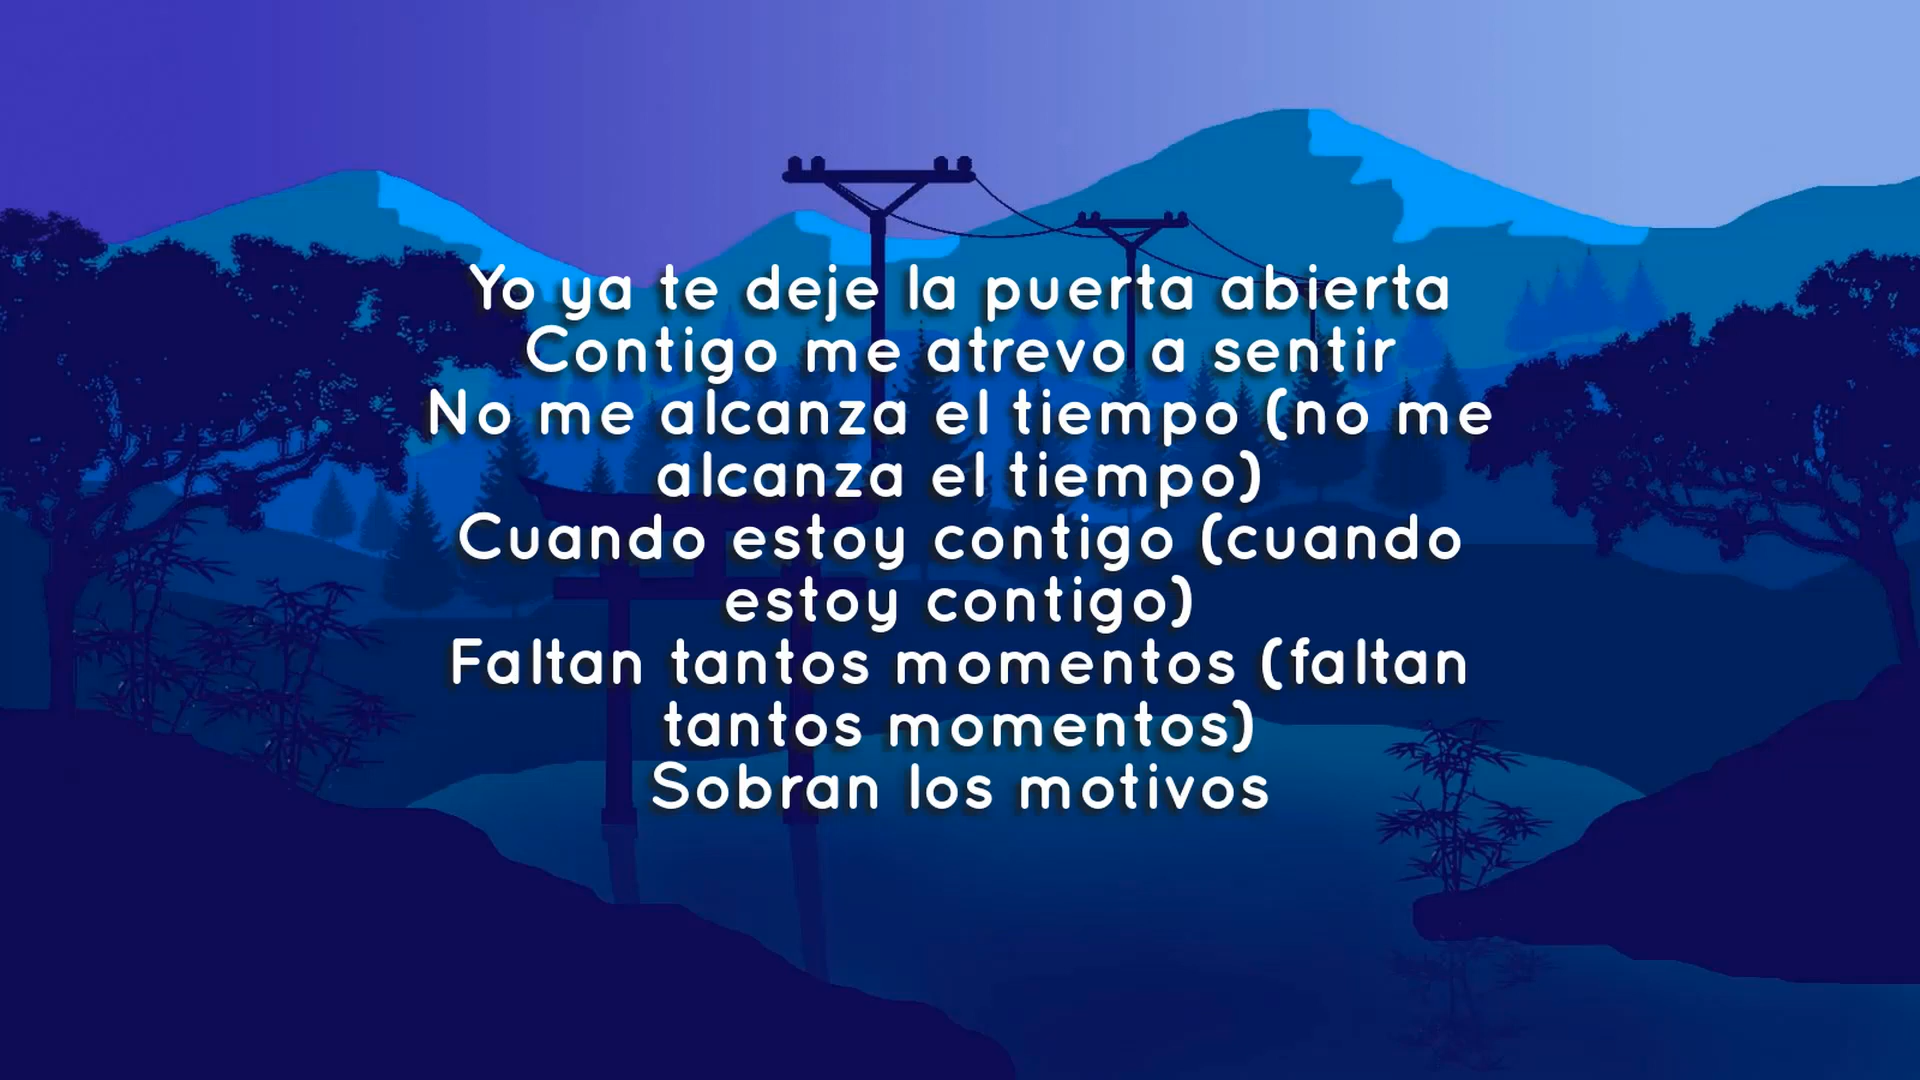 Yo ya te deje la puerta abierta
Contigo me atrevo a sentir
No me alcanza el tiempo (no me
alcanza el tiempo)
Cuando estoy contigo (cuando
estoy contigo)
Faltan tantos momentos (faltan
tantos momentos)
Sobran los motivos